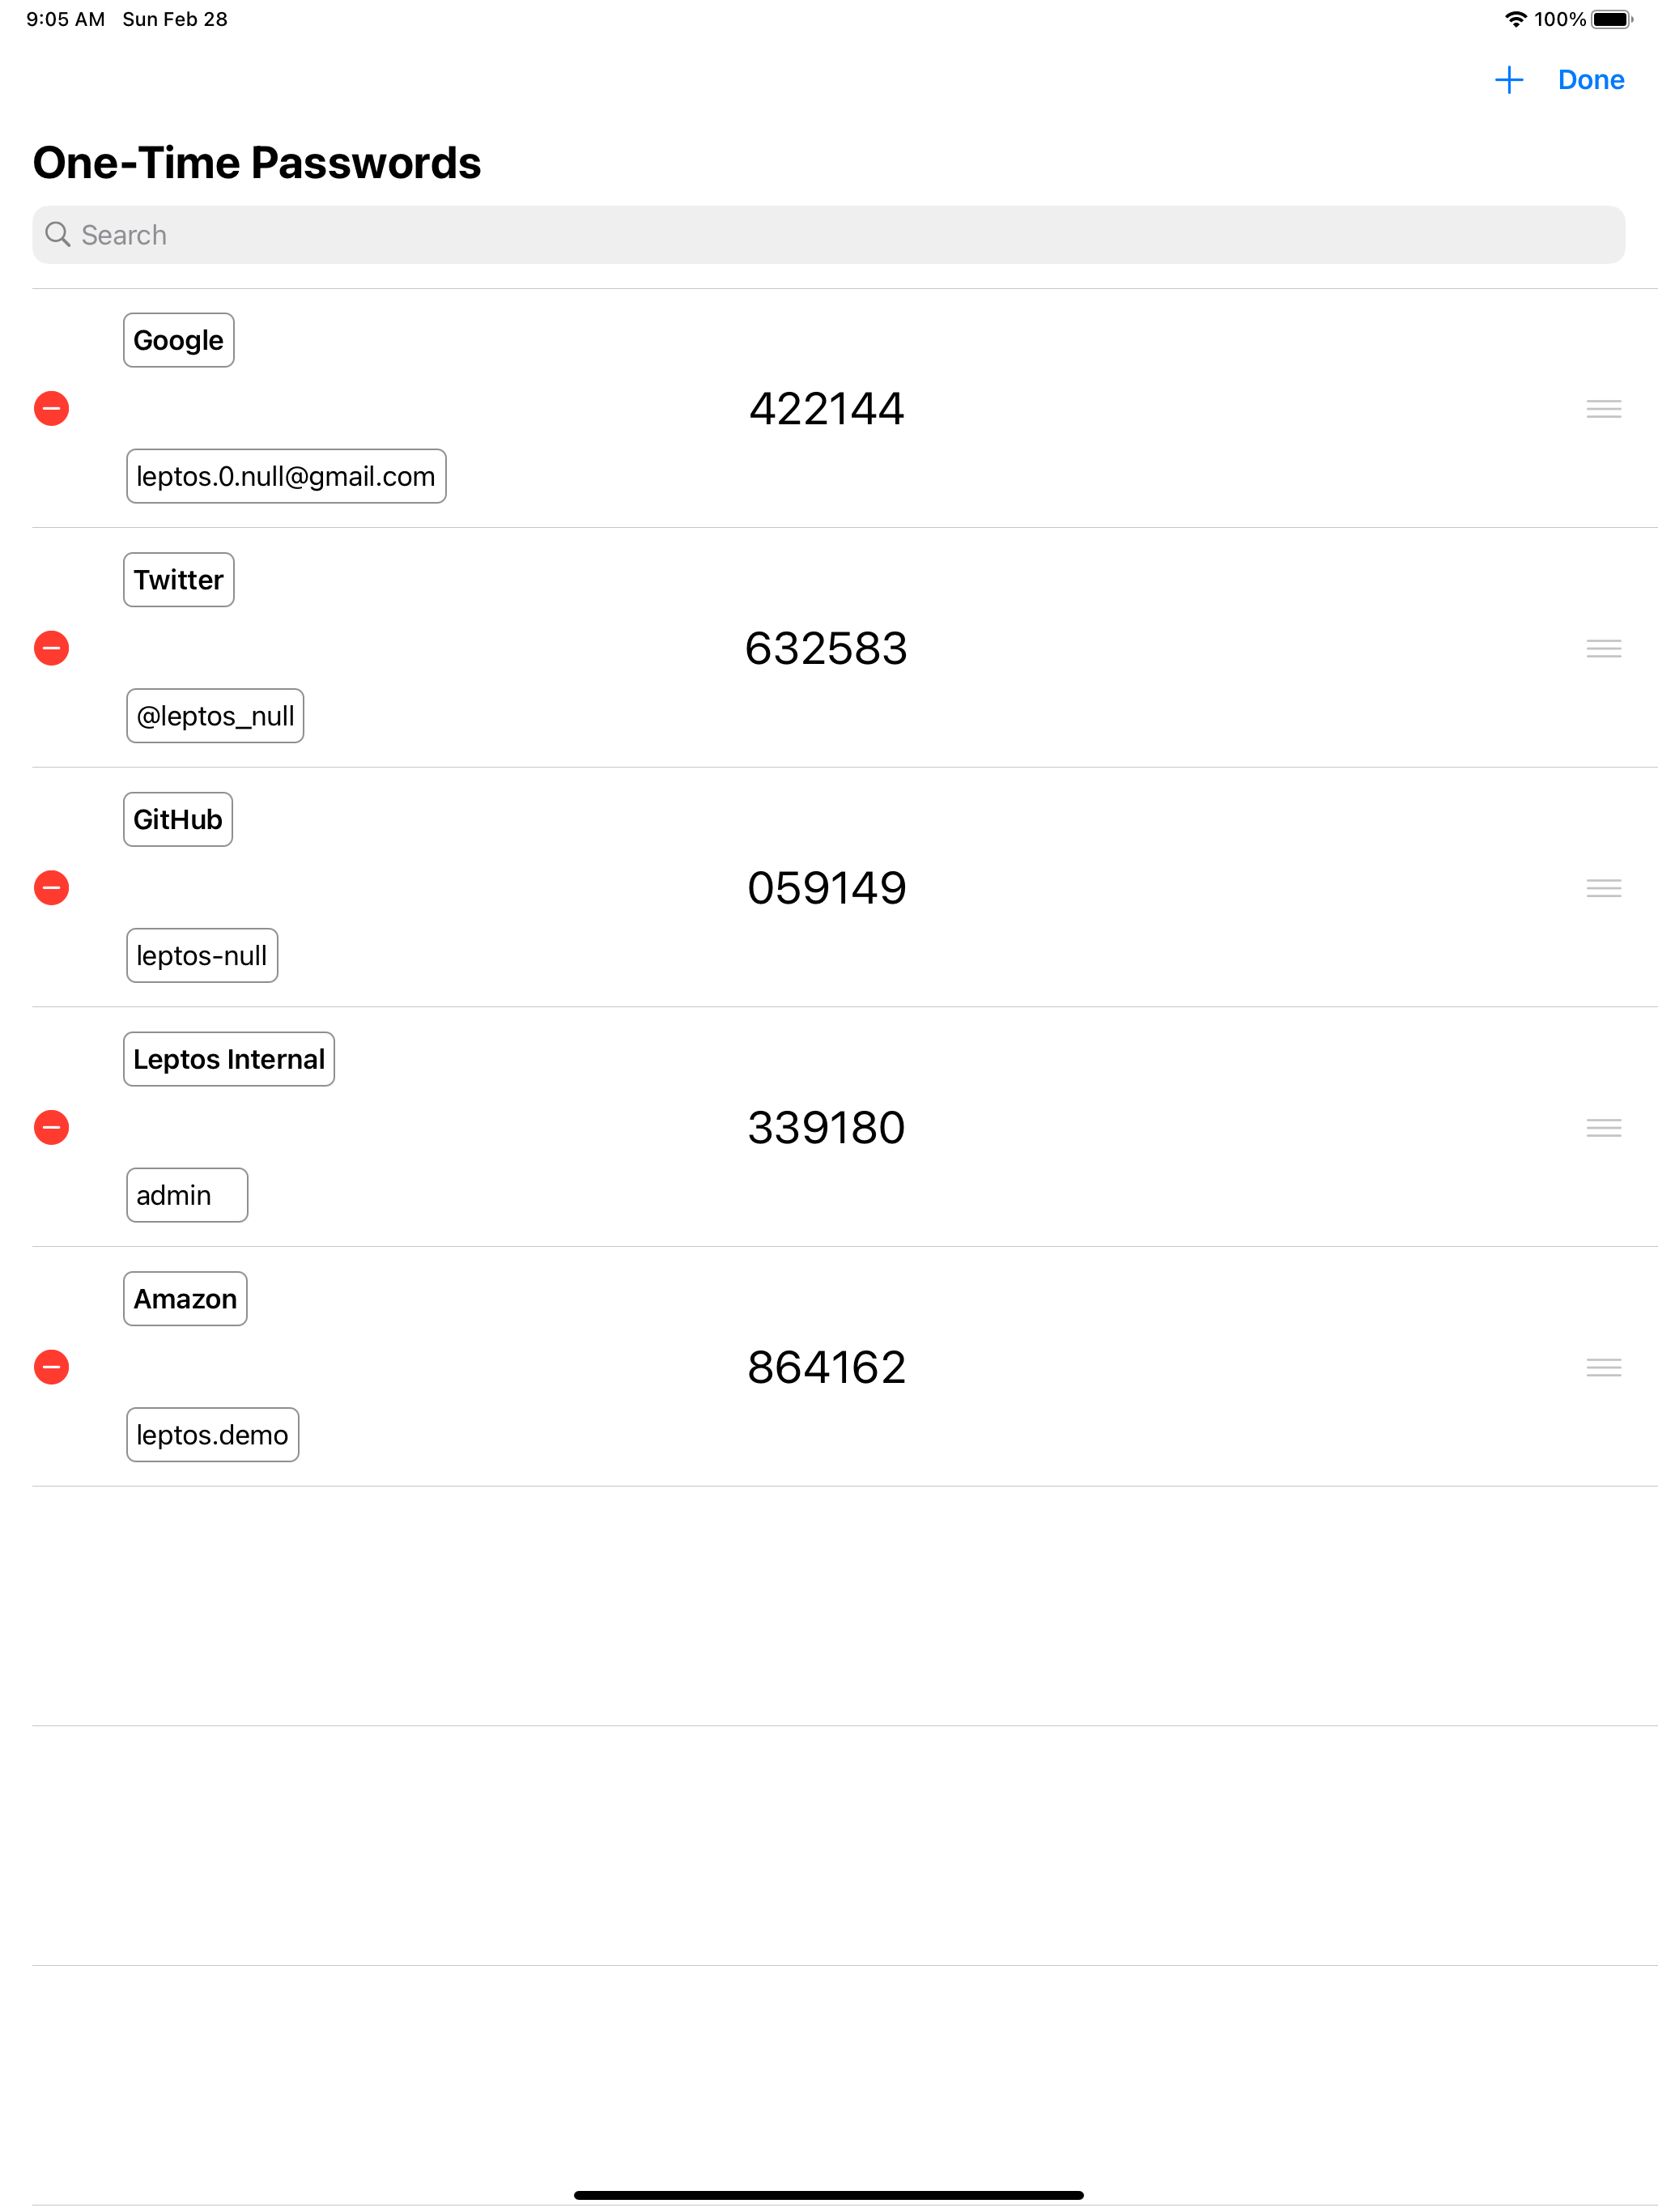 9:05 AM Sun Feb 28 100%
Done
One-Time Passwords
Search
Google
422144
leptos.0.null@gmail.com
Twitter
632583
@leptos_null
GitHub
059149
leptos-null
Leptos Internal
339180
admin
Amazon
864162
leptos.demo